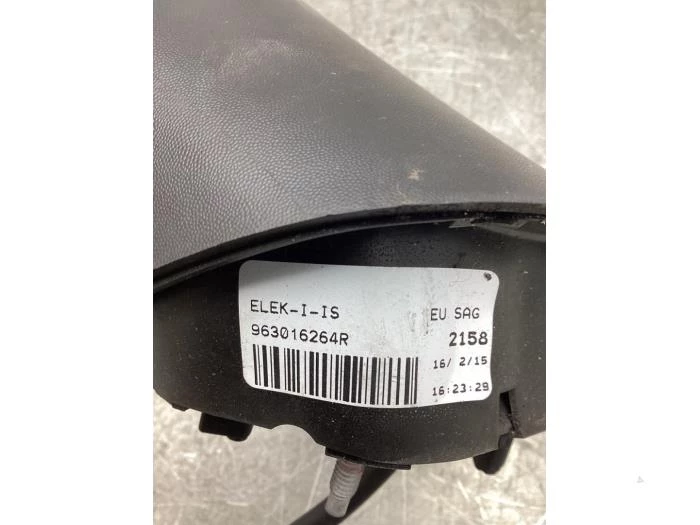 ELEK-I-IS
963016264R
EU SAG
2158
16/ 2/15
16:23:29